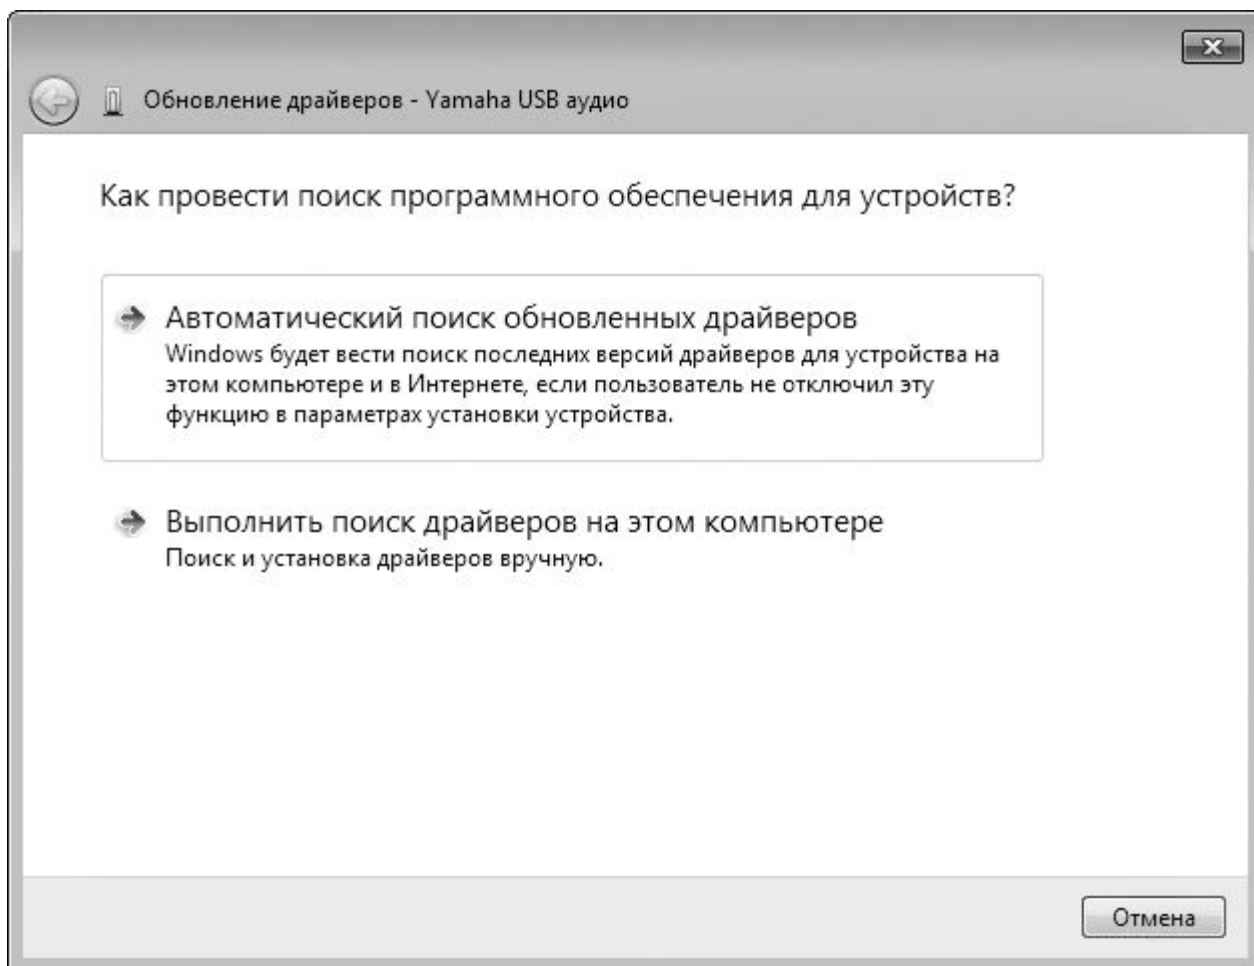 Обновление драйверов - Yamaha USB аудио
Как провести поиск программного обеспечения для устройств?
Автоматический поиск обновленных драйверов
Windows будет вести поиск последних версий драйверов для устройства на
этом компьютере и в Интернете, если пользователь не отключил эту
функцию в параметрах установки устройства.
Выполнить поиск драйверов на этом компьютере
Поиск и установка драйверов вручную.
Отмена